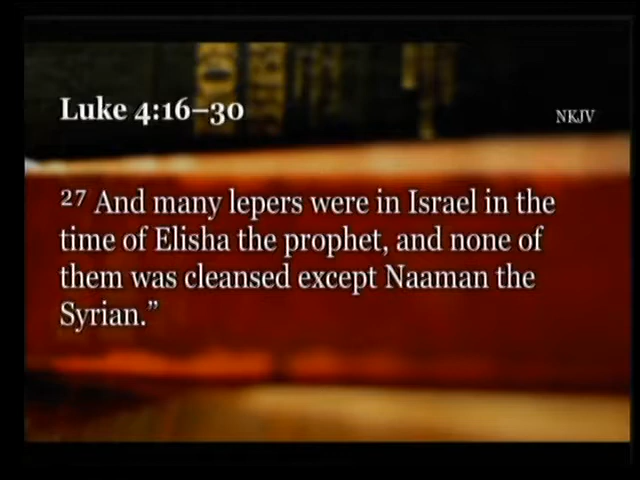 Luke 4:16–30
NKJV
27 And many lepers were in Israel in the
time of Elisha the prophet, and none of
them was cleansed except Naaman the
Syrian.”